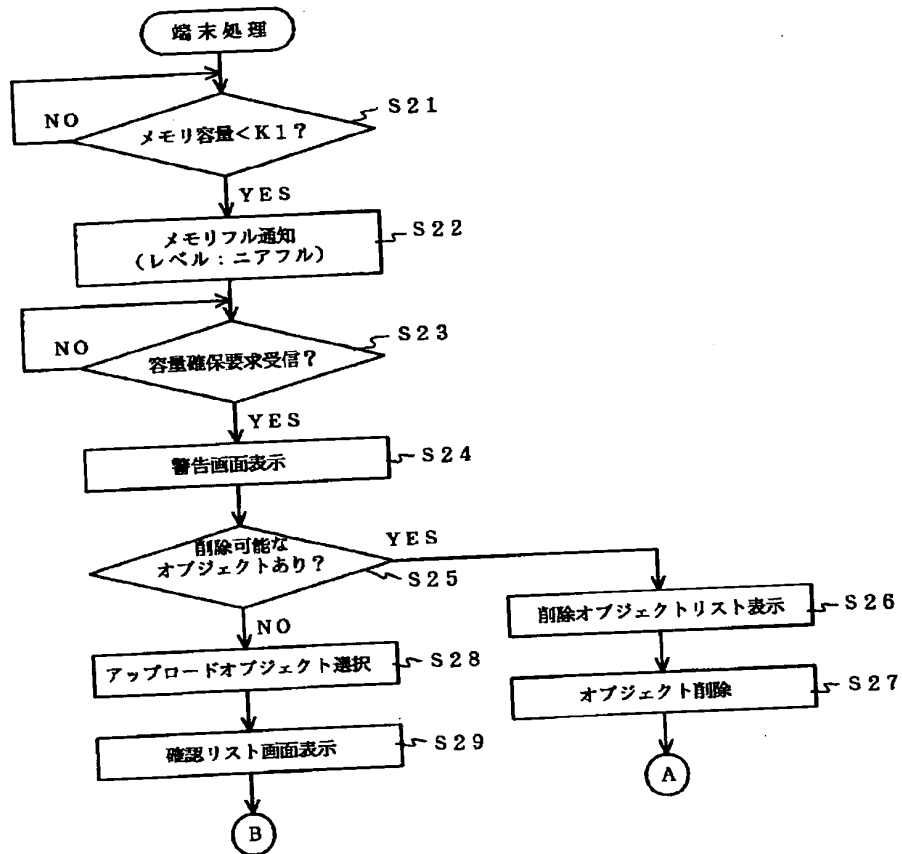 端末処理
S21
NO
メモリ容量<K1?
YES
メモリフル通知
(レベル:ニアフル)
S22
NO
S23
容量確保要求受信?
YES
警告画面表示
S24
削除可能な
オブジェクトあり?
YES
S25
NO
削除オブジェクトリスト表示
S26
アップロードオブジェクト選択
S28
オブジェクト削除
S27
確認リスト画面表示
S29
A
B